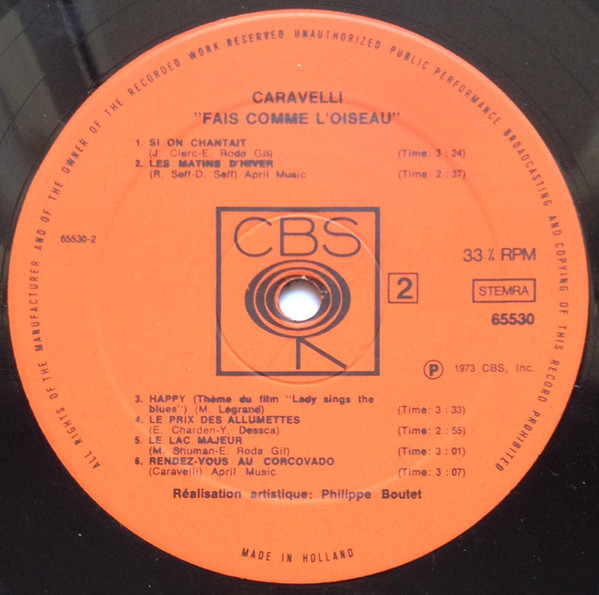 ALL RIGHTS OF THE MANUFACTURER AND OF THE OWNER OF THE RECORDED WORK RESERVED UNAUTHORIZED PUBLIC PERFORMANCE BROADCASTING AND COPYING OF THIS RECORD PROHIBITED
CARAVELLI
"FAIS COMME L'OISEAU"
1. SI ON CHANTAIT
(J. Clerc-E. Roda Gil) (Time: 3 : 24)
2. LES MATINS D'HIVER
(R. Seff-D. Seff) April Music (Time: 2 : 37)
65530-2
CBS
33 ⅓ RPM
2
STEMRA
65530
℗ 1973 CBS, Inc.
3. HAPPY (Thème du film "Lady sings the
blues") (M. Legrand) (Time: 3 : 33)
4. LE PRIX DES ALLUMETTES
(E. Charden-Y. Dessca) (Time: 2 : 55)
5. LE LAC MAJEUR
(M. Shuman-E. Roda Gil) (Time: 3 : 01)
6. RENDEZ-VOUS AU CORCOVADO
(Caravelli) April Music (Time: 3 : 07)
Réalisation artistique: Philippe Boutet
MADE IN HOLLAND